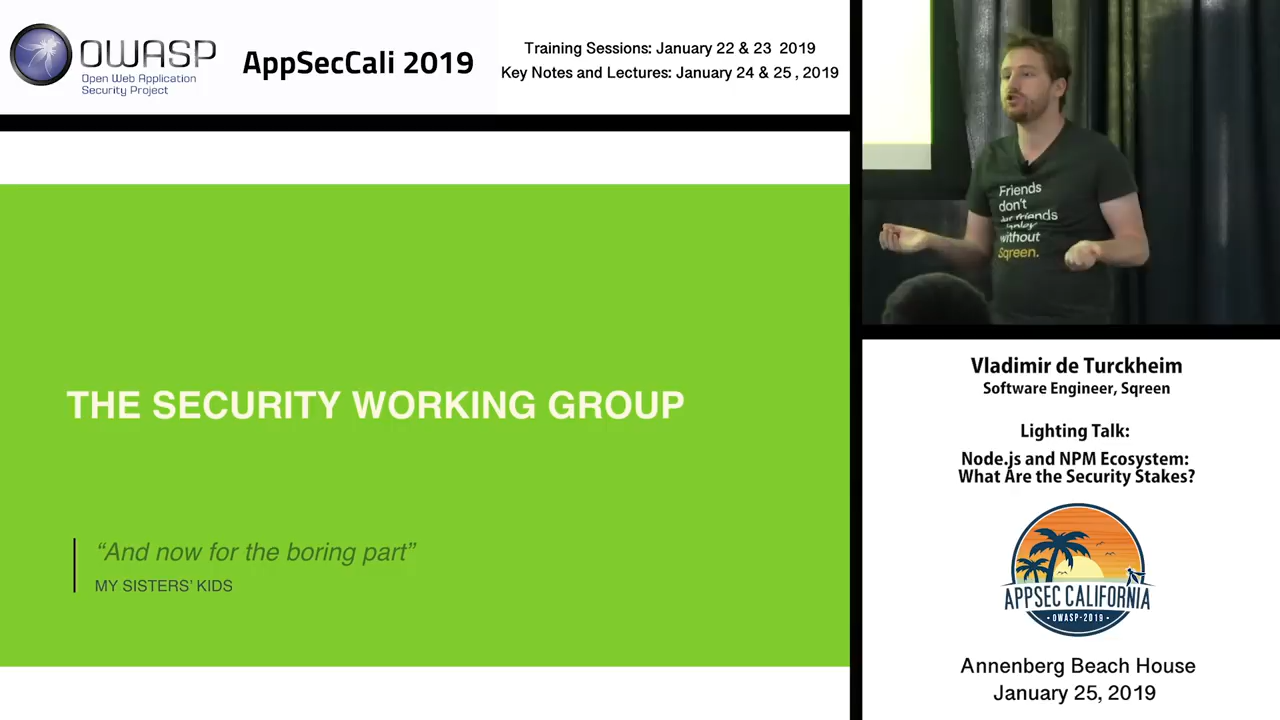 OWASP
Open Web Application
Security Project
AppSecCali 2019
Training Sessions: January 22 & 23 2019
Key Notes and Lectures: January 24 & 25, 2019
THE SECURITY WORKING GROUP
“And now for the boring part”
MY SISTERS’ KIDS
Friends
don't
let friends
deploy
without
Sqreen.
Vladimir de Turckheim
Software Engineer, Sqreen
Lighting Talk:
Node.js and NPM Ecosystem:
What Are the Security Stakes?
APPSEC CALIFORNIA
• OWASP-2019 •
Annenberg Beach House
January 25, 2019